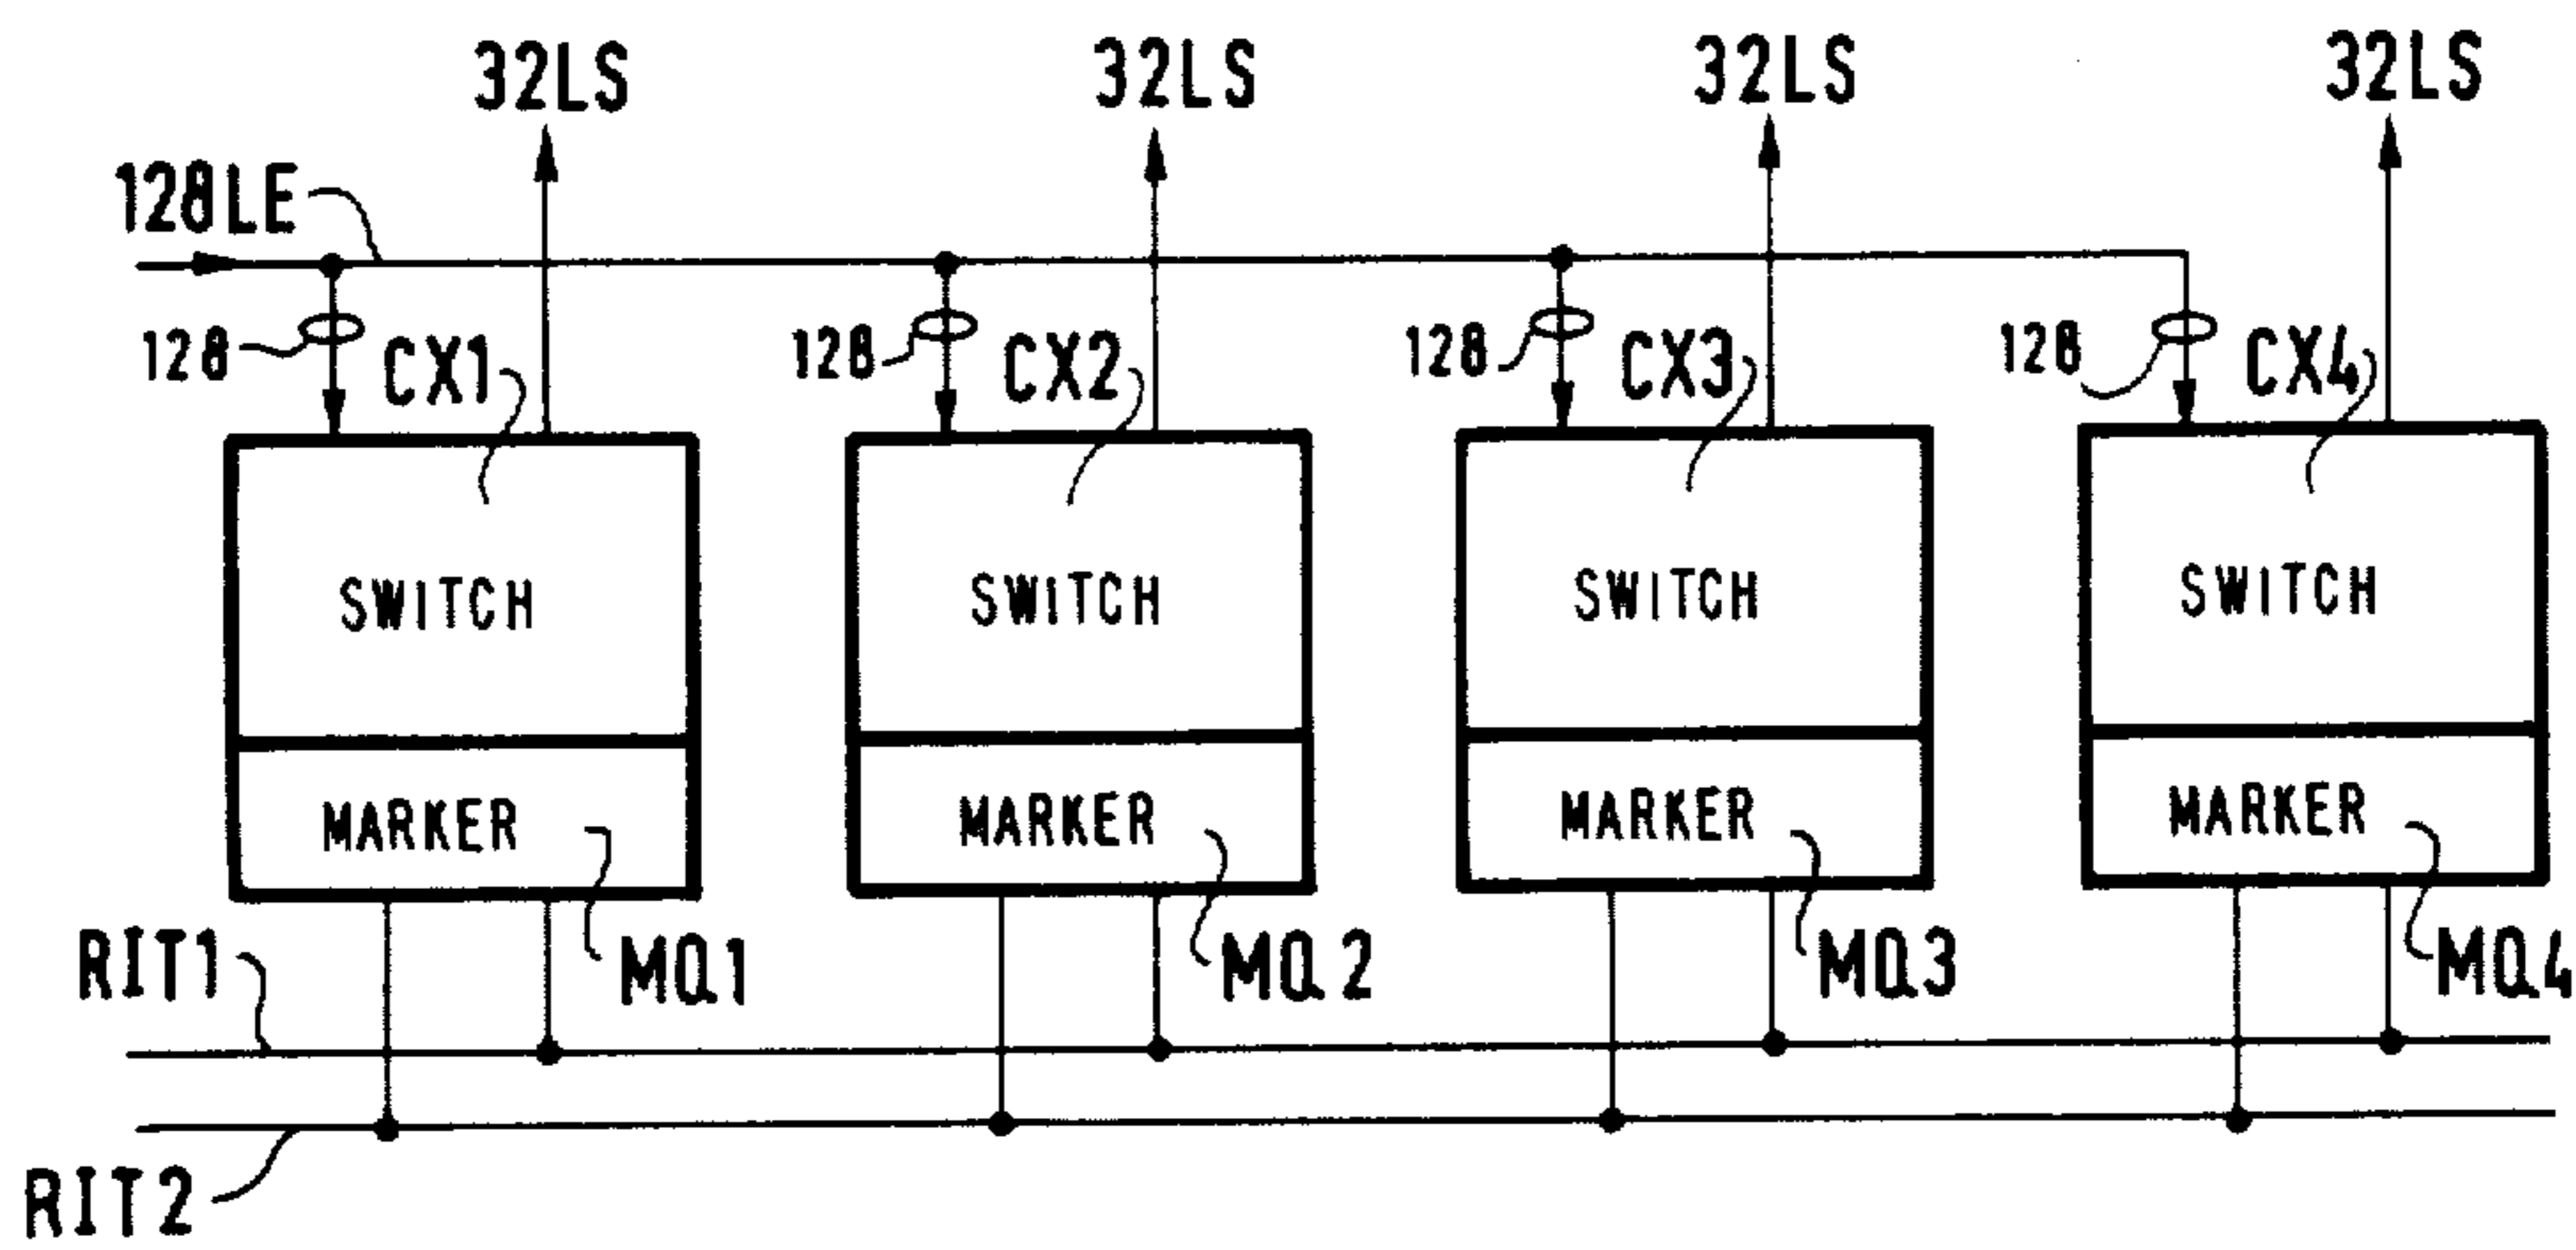 32LS 32LS 32LS 32LS
128LE
128 CX1 128 CX2 128 CX3 128 CX4
SWITCH SWITCH SWITCH SWITCH
MARKER MARKER MARKER MARKER
RIT1 MQ1 MQ2 MQ3 MQ4
RIT2